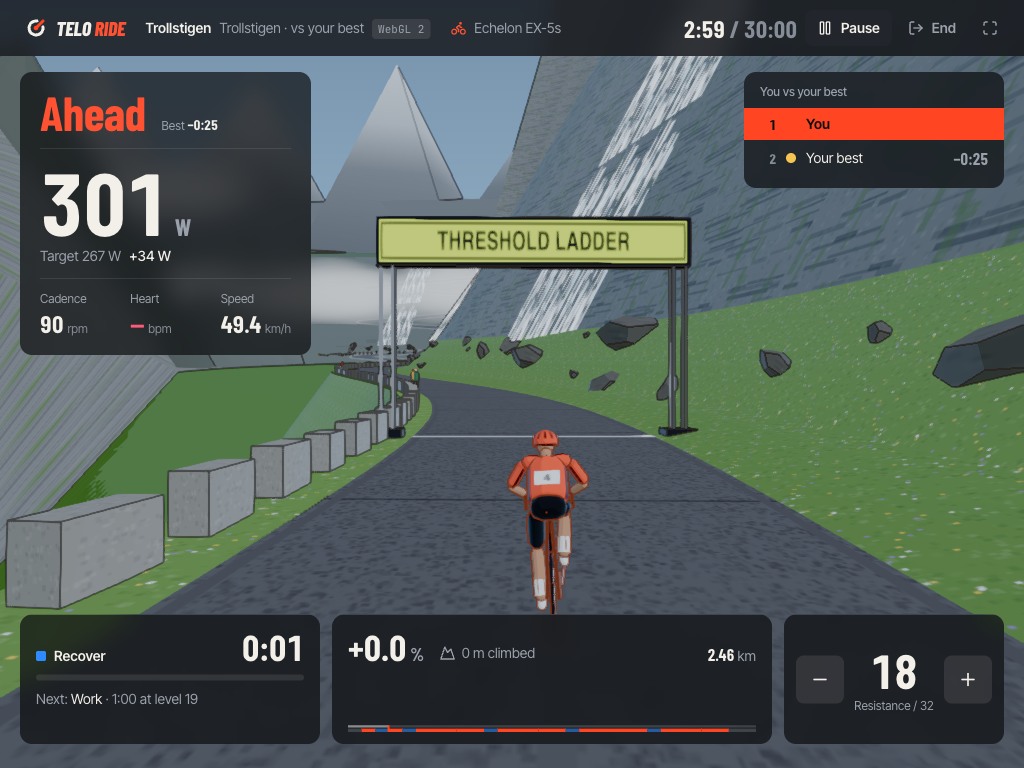 TELO RIDE Trollstigen Trollstigen · vs your best WebGL 2 Echelon EX-5s 2:59 / 30:00 Pause End
Ahead Best −0:25
301 W
Target 267 W +34 W
Cadence Heart Speed
90 rpm – bpm 49.4 km/h
You vs your best
1 You
2 Your best −0:25
THRESHOLD LADDER
4
Recover 0:01
Next: Work · 1:00 at level 19
+0.0 % 0 m climbed 2.46 km
− 18 +
Resistance / 32